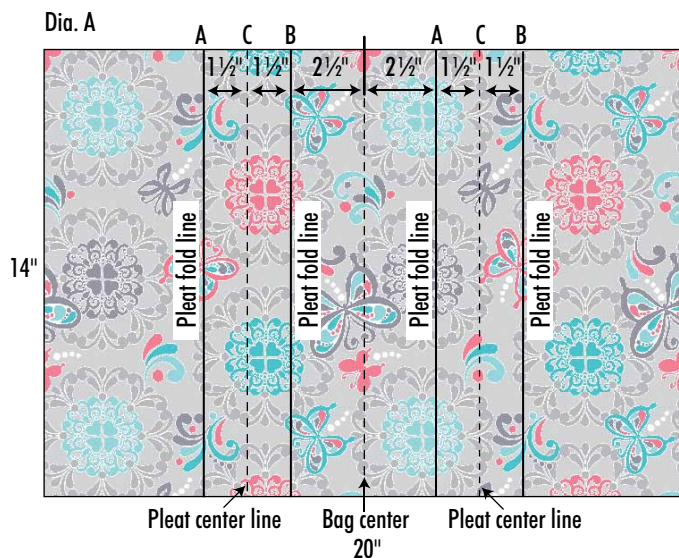 Dia. A
A C B A C B
1½" 1½" 2½" 2½" 1½" 1½"
Pleat fold line
Pleat fold line
Pleat fold line
Pleat fold line
14"
Pleat center line Bag center Pleat center line
20"